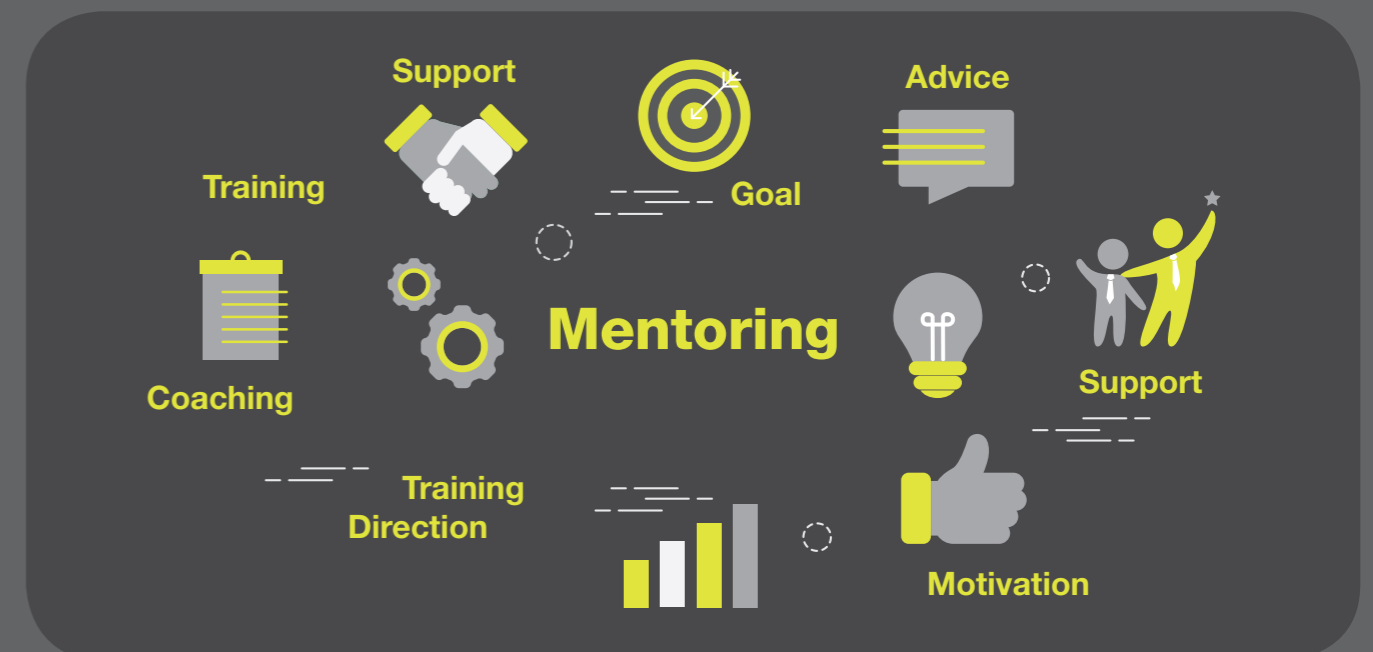 Support
Advice
Training
Goal
Mentoring
Support
Coaching
Training
Direction
Motivation